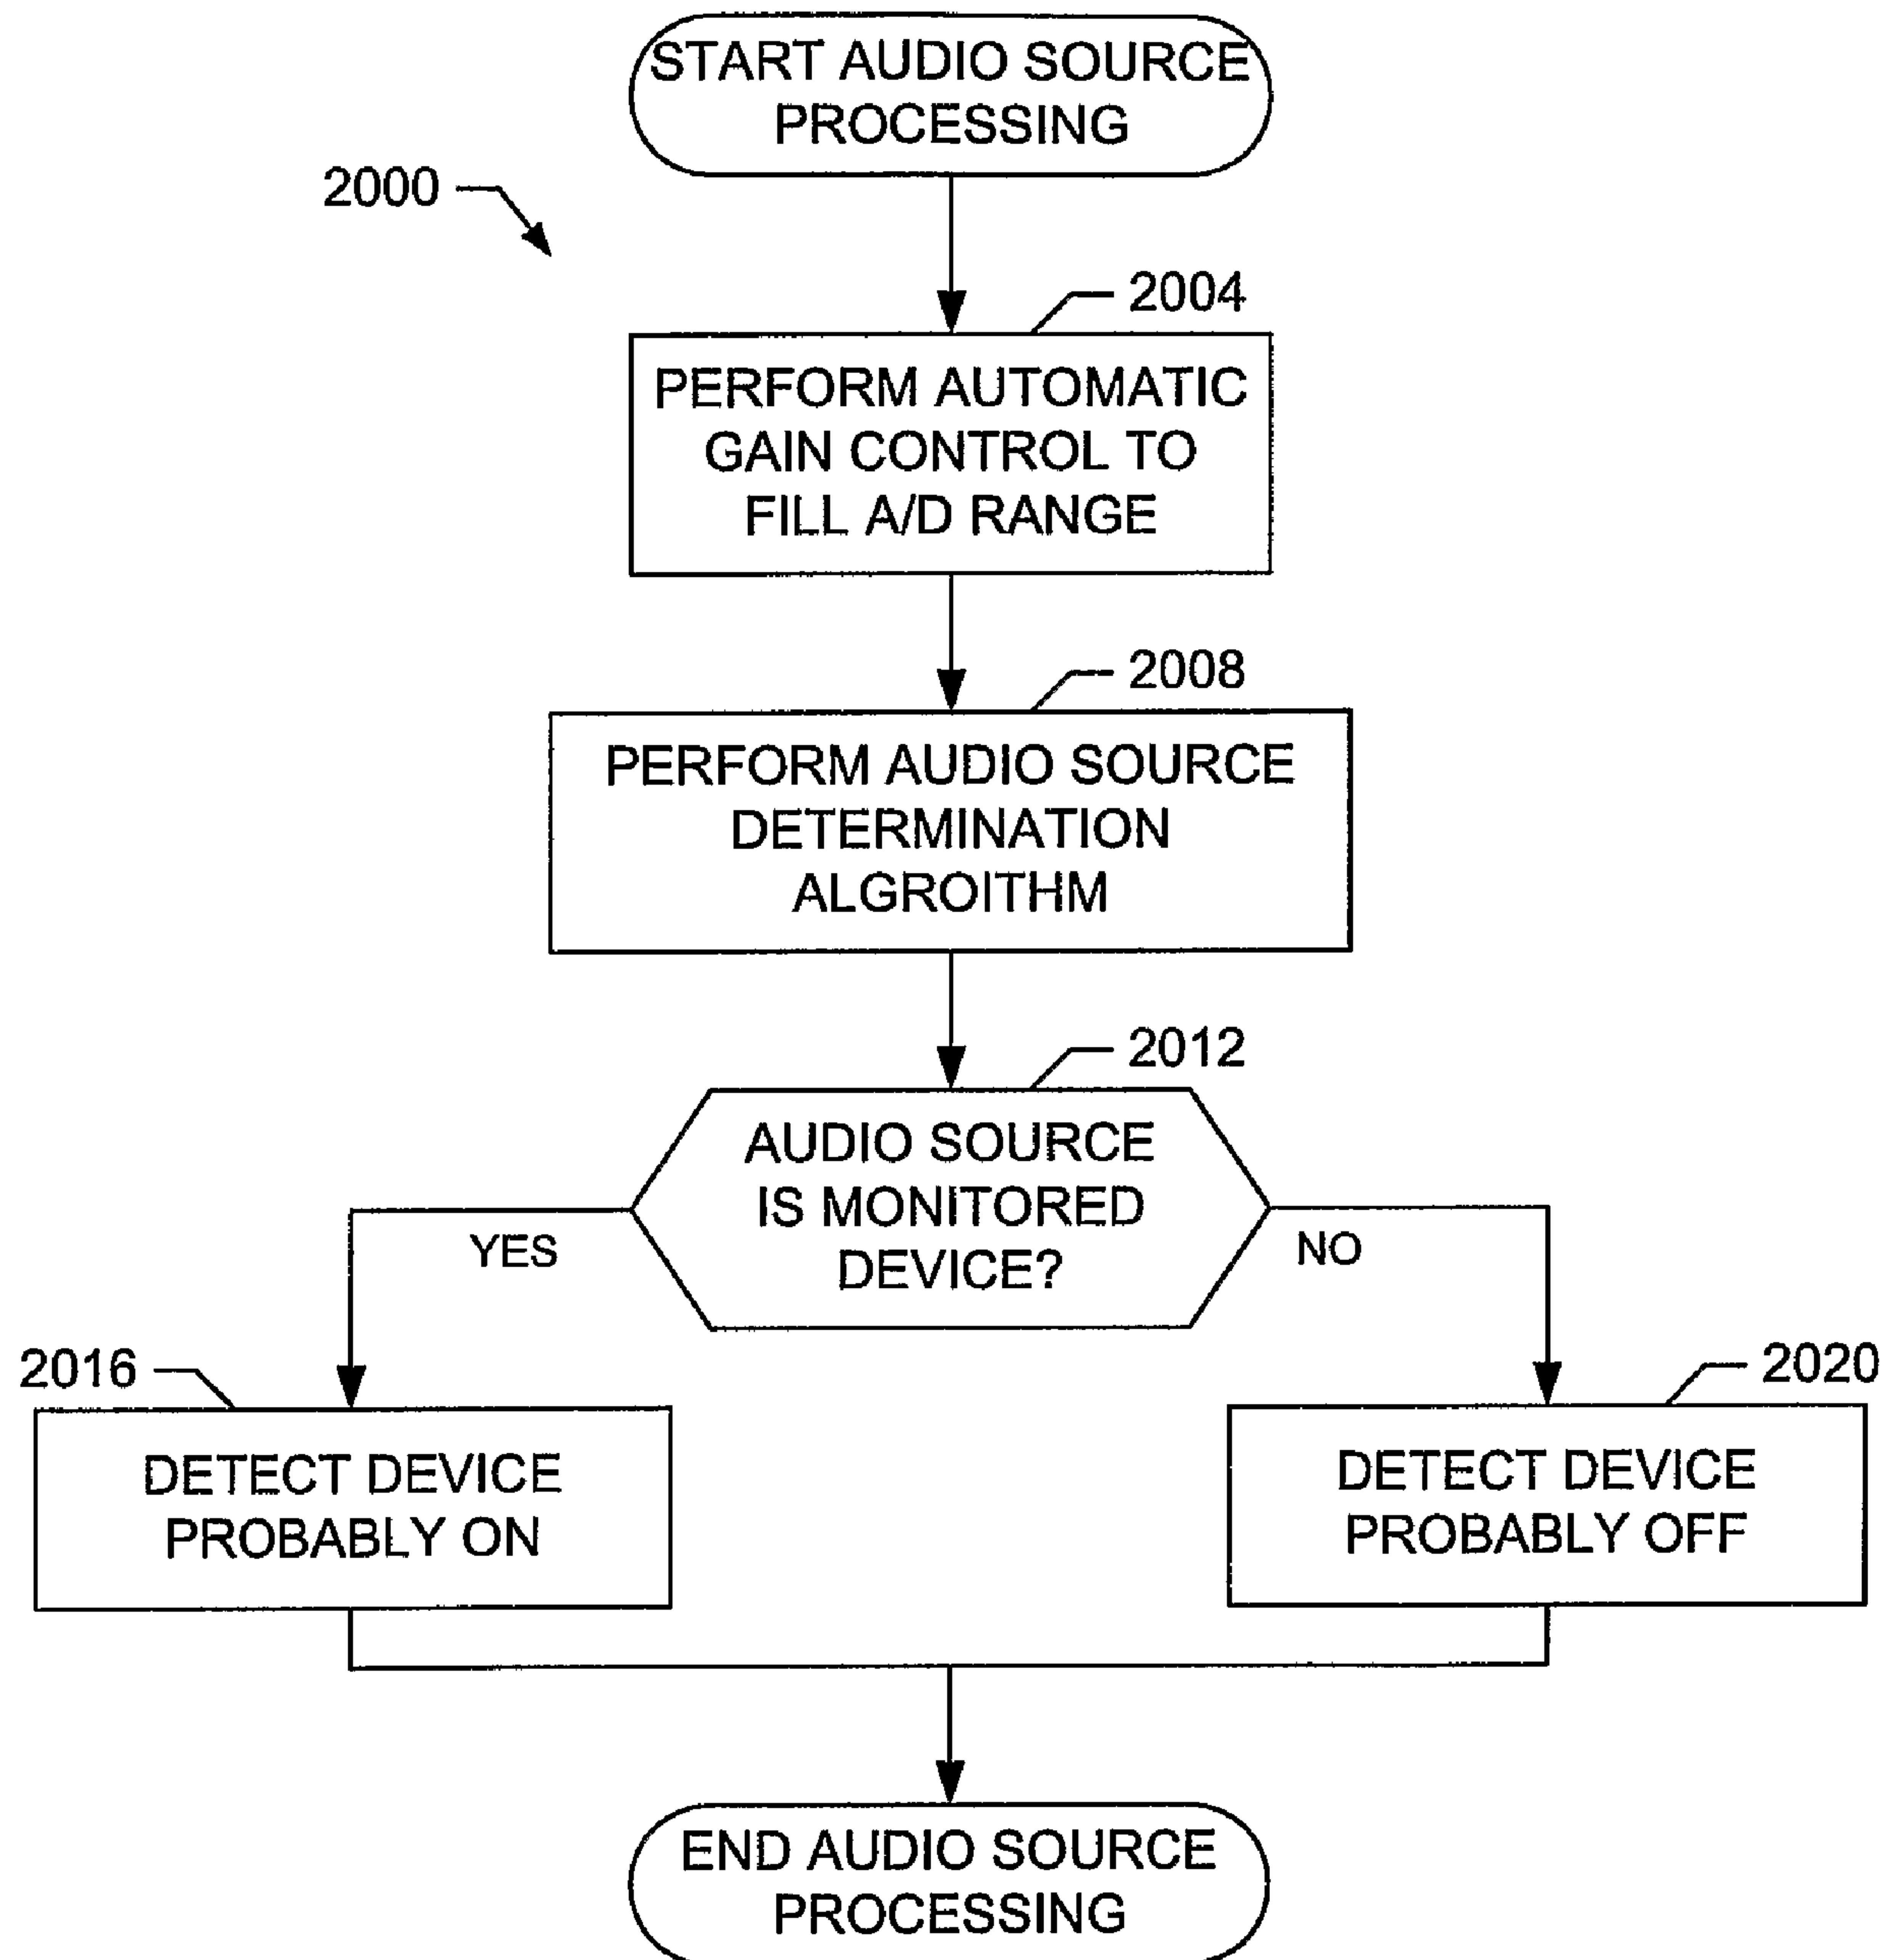 START AUDIO SOURCE
PROCESSING
2000
2004
PERFORM AUTOMATIC
GAIN CONTROL TO
FILL A/D RANGE
2008
PERFORM AUDIO SOURCE
DETERMINATION
ALGROITHM
2012
AUDIO SOURCE
IS MONITORED
DEVICE?
YES
NO
2016
DETECT DEVICE
PROBABLY ON
2020
DETECT DEVICE
PROBABLY OFF
END AUDIO SOURCE
PROCESSING